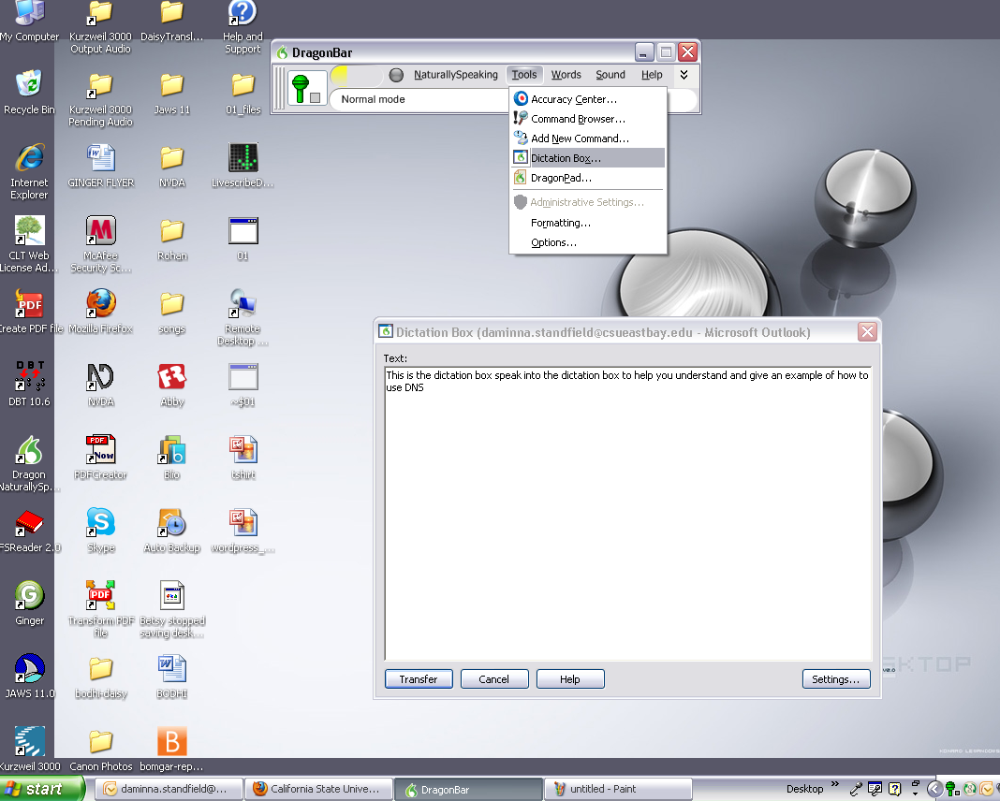 My Computer
Kurzweil 3000
Output Audio
DaisyTransl...
Help and
Support
Recycle Bin
Kurzweil 3000
Pending Audio
Jaws 11
01_files
Internet
Explorer
GINGER FLYER
NVDA
LivescribeD...
CLT Web
License Ad...
McAfee
Security Sc...
Rohan
01
Create PDF file
Mozilla Firefox
songs
Remote
Desktop ...
DBT 10.6
NVDA
Abby
~$01
Dragon
NaturallySp...
PDFCreator
Blio
tshirt
FSReader 2.0
Skype
Auto Backup
wordpress_...
Ginger
Transform PDF
file
Betsy stopped
saving desk...
JAWS 11.0
bodhi-daisy
BODHI
Kurzweil 3000
Canon Photos
bomgar-rep...
DragonBar
NaturallySpeaking Tools Words Sound Help
Normal mode
Accuracy Center...
Command Browser...
Add New Command...
Dictation Box...
DragonPad...
Administrative Settings...
Formatting...
Options...
Dictation Box (daminna.standfield@csueastbay.edu - Microsoft Outlook)
Text:
This is the dictation box speak into the dictation box to help you understand and give an example of how to
use DNS
Transfer Cancel Help Settings...
start daminna.standfield@... California State Unive... DragonBar untitled - Paint Desktop